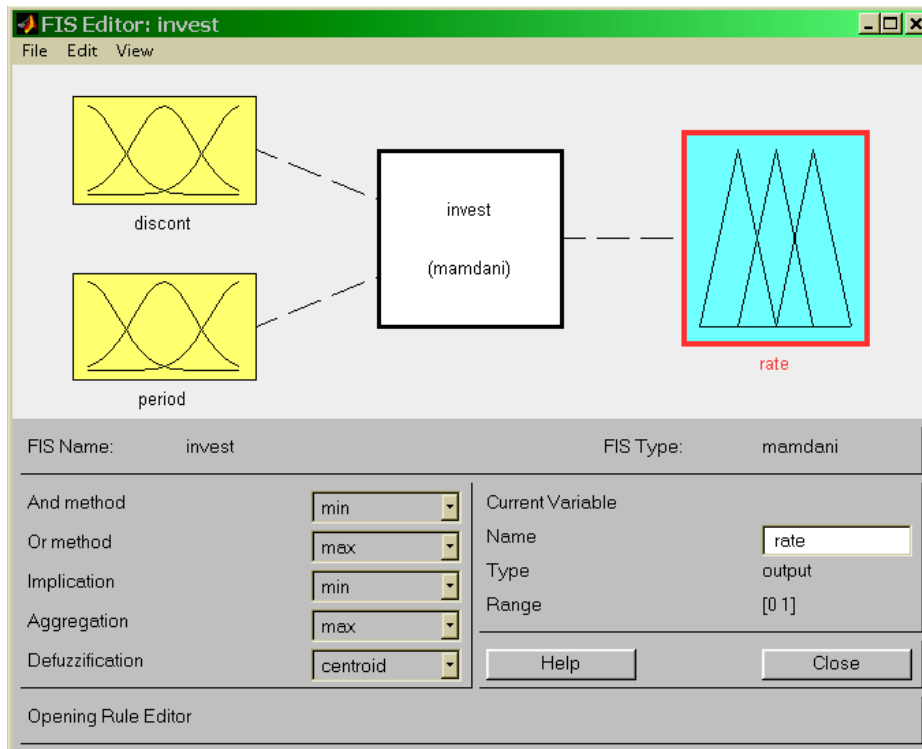 FIS Editor: invest
File Edit View
discont
period
invest
(mamdani)
rate
FIS Name: invest FIS Type: mamdani
And method min
Or method max
Implication min
Aggregation max
Defuzzification centroid
Current Variable
Name rate
Type output
Range [0 1]
Help Close
Opening Rule Editor